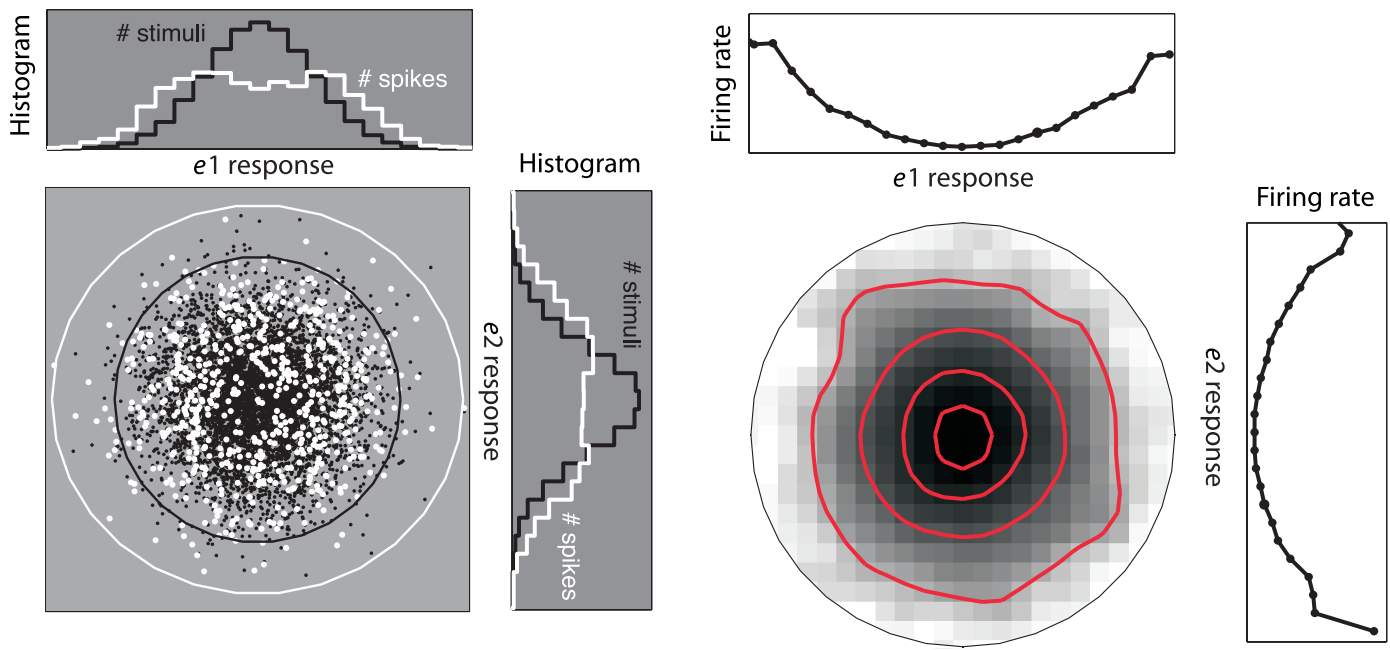 Histogram
# stimuli
# spikes
e1 response
Histogram
# stimuli
e2 response
# spikes
Firing rate
e1 response
Firing rate
e2 response